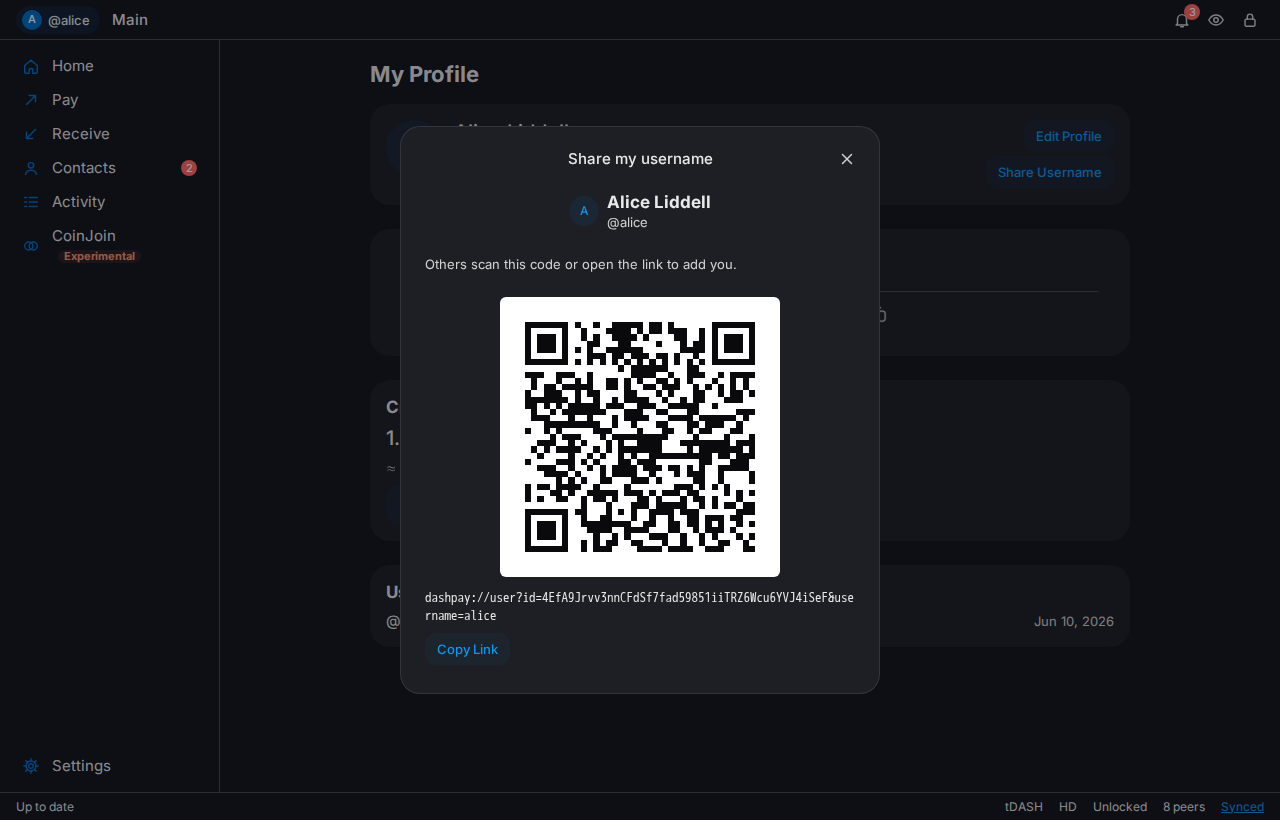 A @alice Main 3
Home
Pay
Receive
Contacts 2
Activity
CoinJoin
Experimental
Settings
My Profile
Edit Profile
Share Username
Share my username
A
Alice Liddell
@alice
Others scan this code or open the link to add you.
dashpay://user?id=4EfA9Jrvv3nnCFdSf7fad59851iiTRZ6Wcu6YVJ4iSeF&use
rname=alice
Copy Link
C
1.
≈
Us
@
Jun 10, 2026
Up to date tDASH HD Unlocked 8 peers Synced